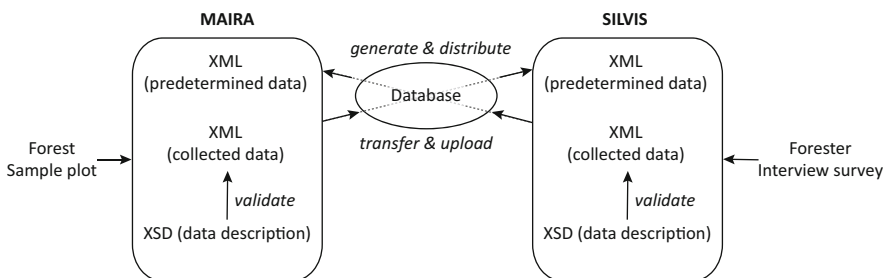 MAIRA
SILVIS
generate & distribute
XML
(predetermined data)
Database
XML
(predetermined data)
transfer & upload
Forest
Sample plot
XML
(collected data)
validate
XSD (data description)
XML
(collected data)
validate
XSD (data description)
Forester
Interview survey